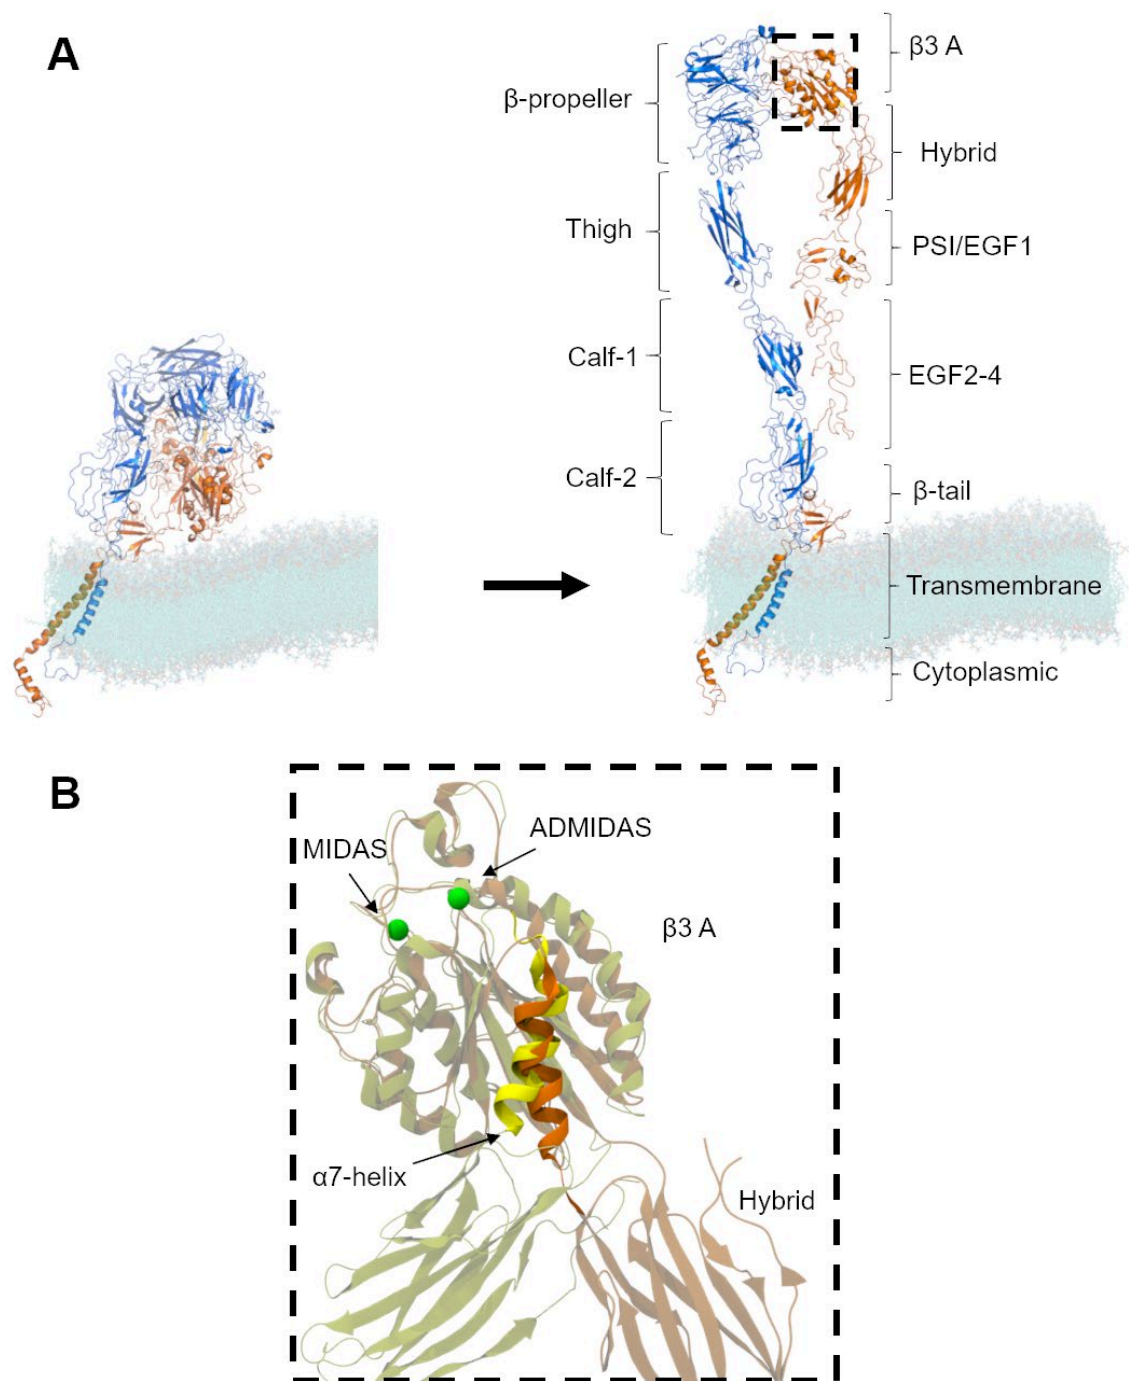 A
β-propeller
Thigh
Calf-1
Calf-2
β3 A
Hybrid
PSI/EGF1
EGF2-4
β-tail
Transmembrane
Cytoplasmic
B
MIDAS
ADMIDAS
β3 A
α7-helix
Hybrid